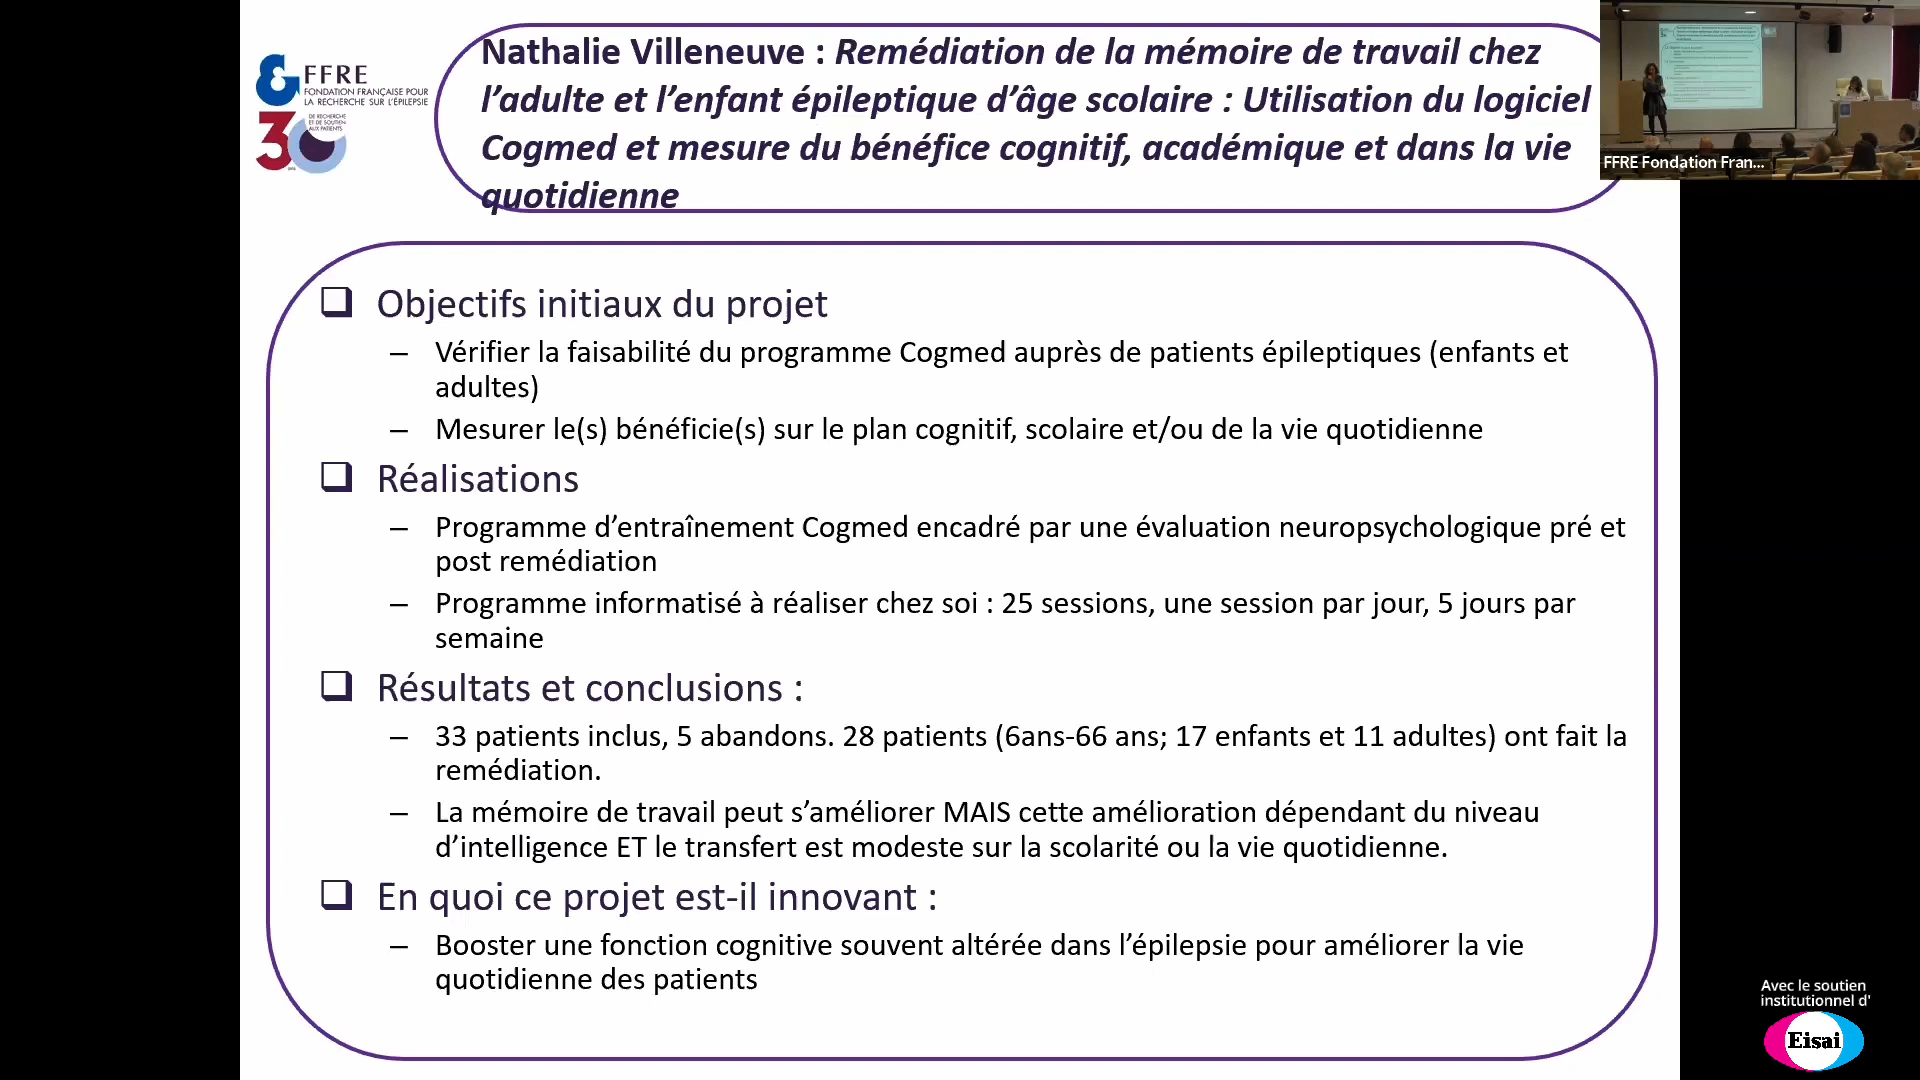 FFRE
FONDATION FRANÇAISE POUR
LA RECHERCHE SUR L'ÉPILEPSIE
30
DE RECHERCHE
ET DE SOUTIEN
AUX PATIENTS
Nathalie Villeneuve : Remédiation de la mémoire de travail chez
l’adulte et l’enfant épileptique d’âge scolaire : Utilisation du logiciel
Cogmed et mesure du bénéfice cognitif, académique et dans la vie
quotidienne
FFRE Fondation Fran...
❑ Objectifs initiaux du projet
– Vérifier la faisabilité du programme Cogmed auprès de patients épileptiques (enfants et
adultes)
– Mesurer le(s) bénéficie(s) sur le plan cognitif, scolaire et/ou de la vie quotidienne
❑ Réalisations
– Programme d’entraînement Cogmed encadré par une évaluation neuropsychologique pré et
post remédiation
– Programme informatisé à réaliser chez soi : 25 sessions, une session par jour, 5 jours par
semaine
❑ Résultats et conclusions :
– 33 patients inclus, 5 abandons. 28 patients (6ans-66 ans; 17 enfants et 11 adultes) ont fait la
remédiation.
– La mémoire de travail peut s’améliorer MAIS cette amélioration dépendant du niveau
d’intelligence ET le transfert est modeste sur la scolarité ou la vie quotidienne.
❑ En quoi ce projet est-il innovant :
– Booster une fonction cognitive souvent altérée dans l’épilepsie pour améliorer la vie
quotidienne des patients
Avec le soutien
institutionnel d'
Eisai